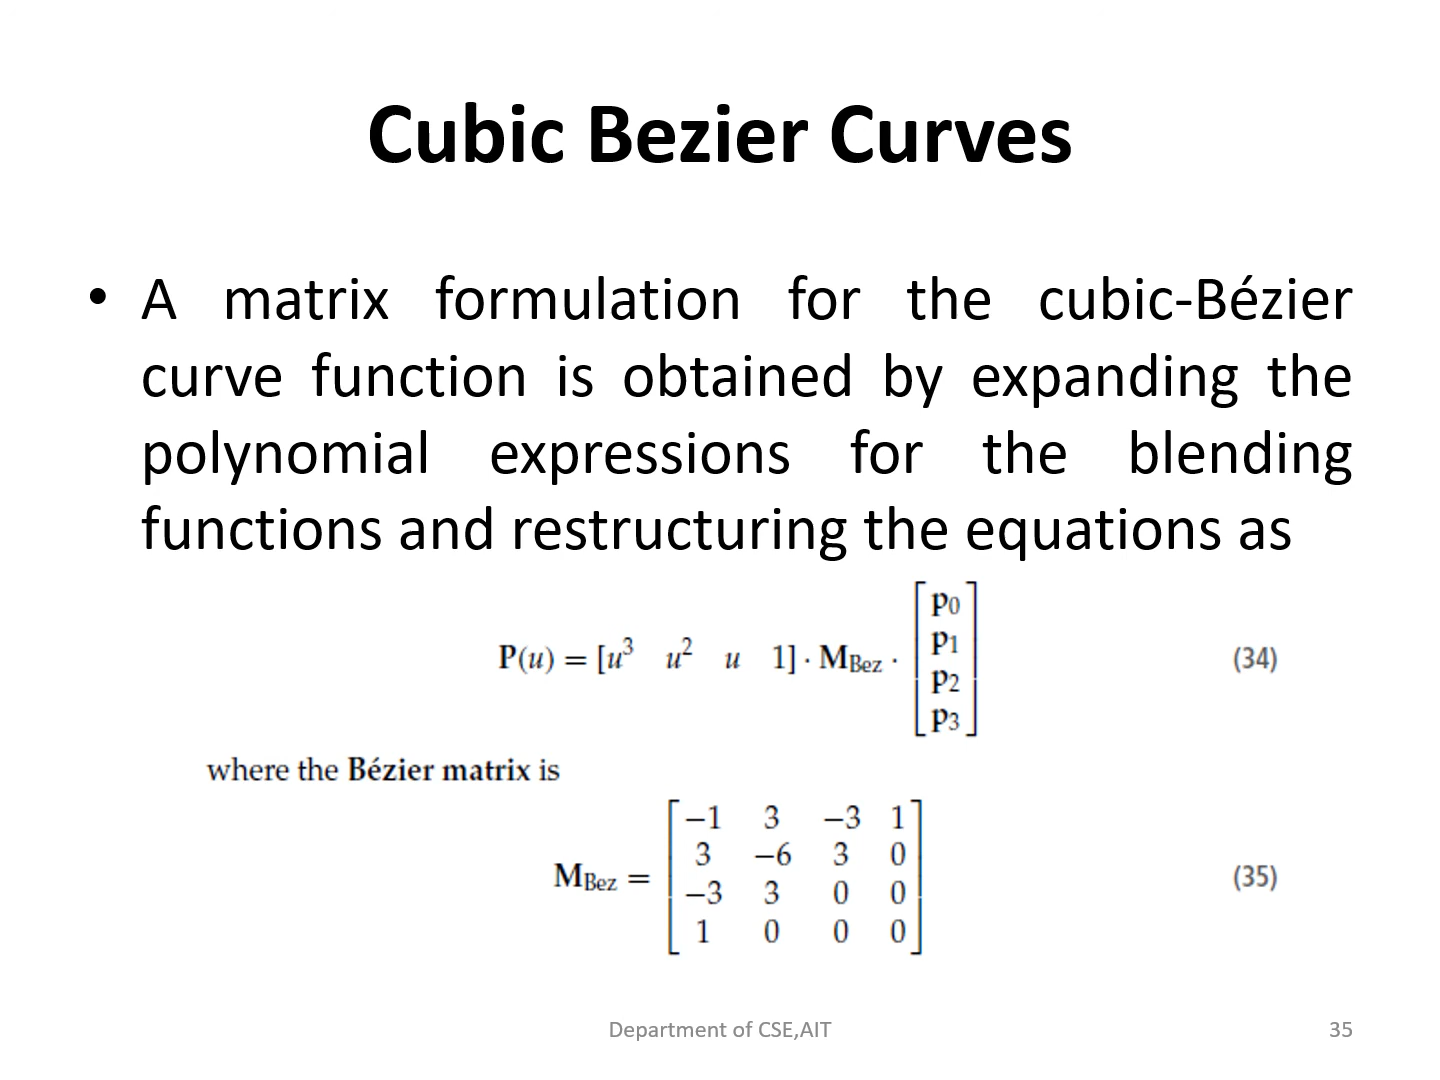 Cubic Bezier Curves
• A matrix formulation for the cubic-Bézier
curve function is obtained by expanding the
polynomial expressions for the blending
functions and restructuring the equations as
P(u) = [u³ u² u 1] · M_Bez · [p0 p1 p2 p3] (34)
where the Bézier matrix is
M_Bez =
−1 3 −3 1
3 −6 3 0
−3 3 0 0
1 0 0 0
(35)
Department of CSE,AIT 35